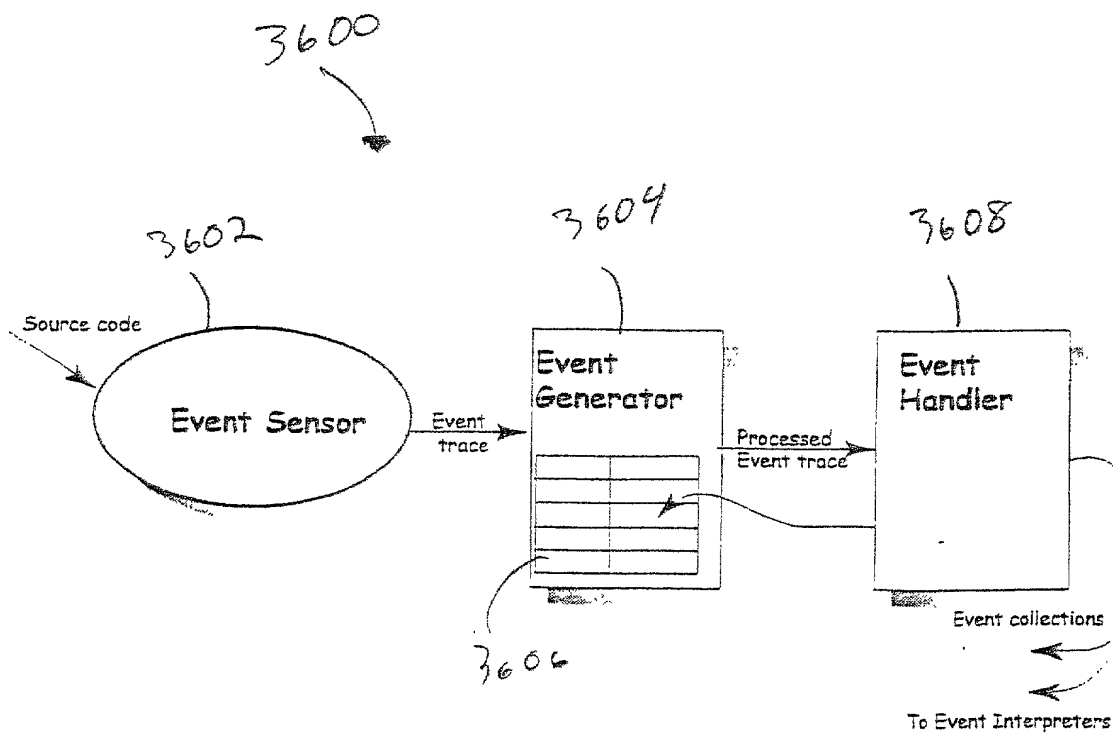 3600
3602
3604
3608
Source code
Event Sensor
Event
trace
Event
Generator
Processed
Event trace
Event
Handler
3606
Event collections
To Event Interpreters